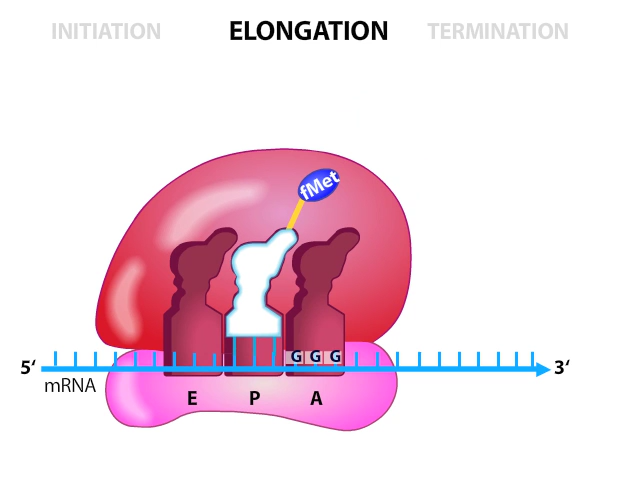 INITIATION ELONGATION TERMINATION
fMet
G G G
5‘ 3‘
mRNA
E P A